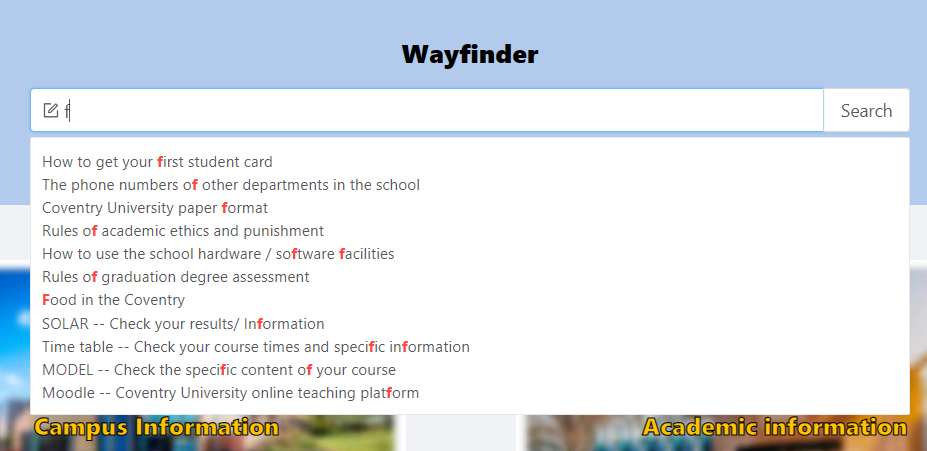 Wayfinder
f
Search
How to get your first student card
The phone numbers of other departments in the school
Coventry University paper format
Rules of academic ethics and punishment
How to use the school hardware / software facilities
Rules of graduation degree assessment
Food in the Coventry
SOLAR -- Check your results/ Information
Time table -- Check your course times and specific information
MODEL -- Check the specific content of your course
Moodle -- Coventry University online teaching platform
Campus Information
Academic information